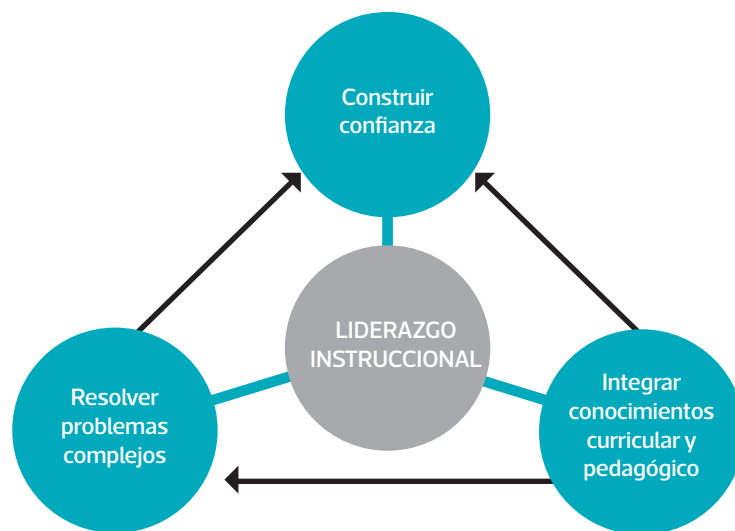 Construir
confianza
LIDERAZGO
INSTRUCCIONAL
Resolver
problemas
complejos
Integrar
conocimientos
curricular y
pedagógico